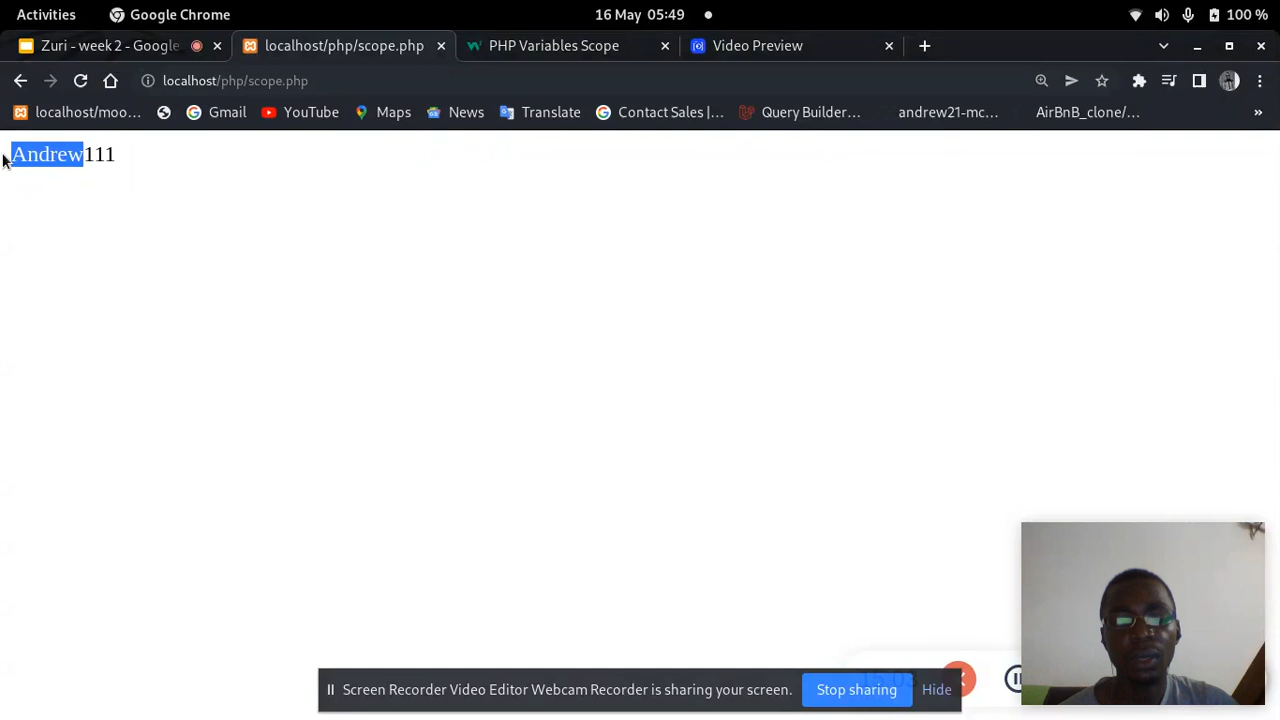 Activities Google Chrome 16 May 05:49 100 %
Zuri - week 2 - Google localhost/php/scope.php PHP Variables Scope Video Preview
localhost/php/scope.php
localhost/moo... Gmail YouTube Maps News Translate Contact Sales |... Query Builder... andrew21-mc... AirBnB_clone/...
Andrew111
Screen Recorder Video Editor Webcam Recorder is sharing your screen. Stop sharing Hide